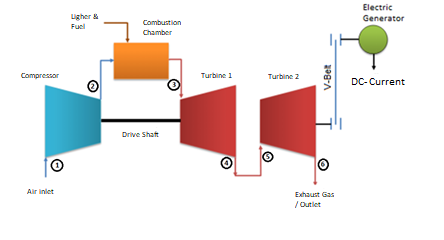 Electric
Generator
Ligher &
Fuel
Combustion
Chamber
Compressor
2
3
Turbine 1
Turbine 2
V-Belt
DC- Current
Drive Shaft
1
4
5
6
Air inlet
Exhaust Gas
/ Outlet